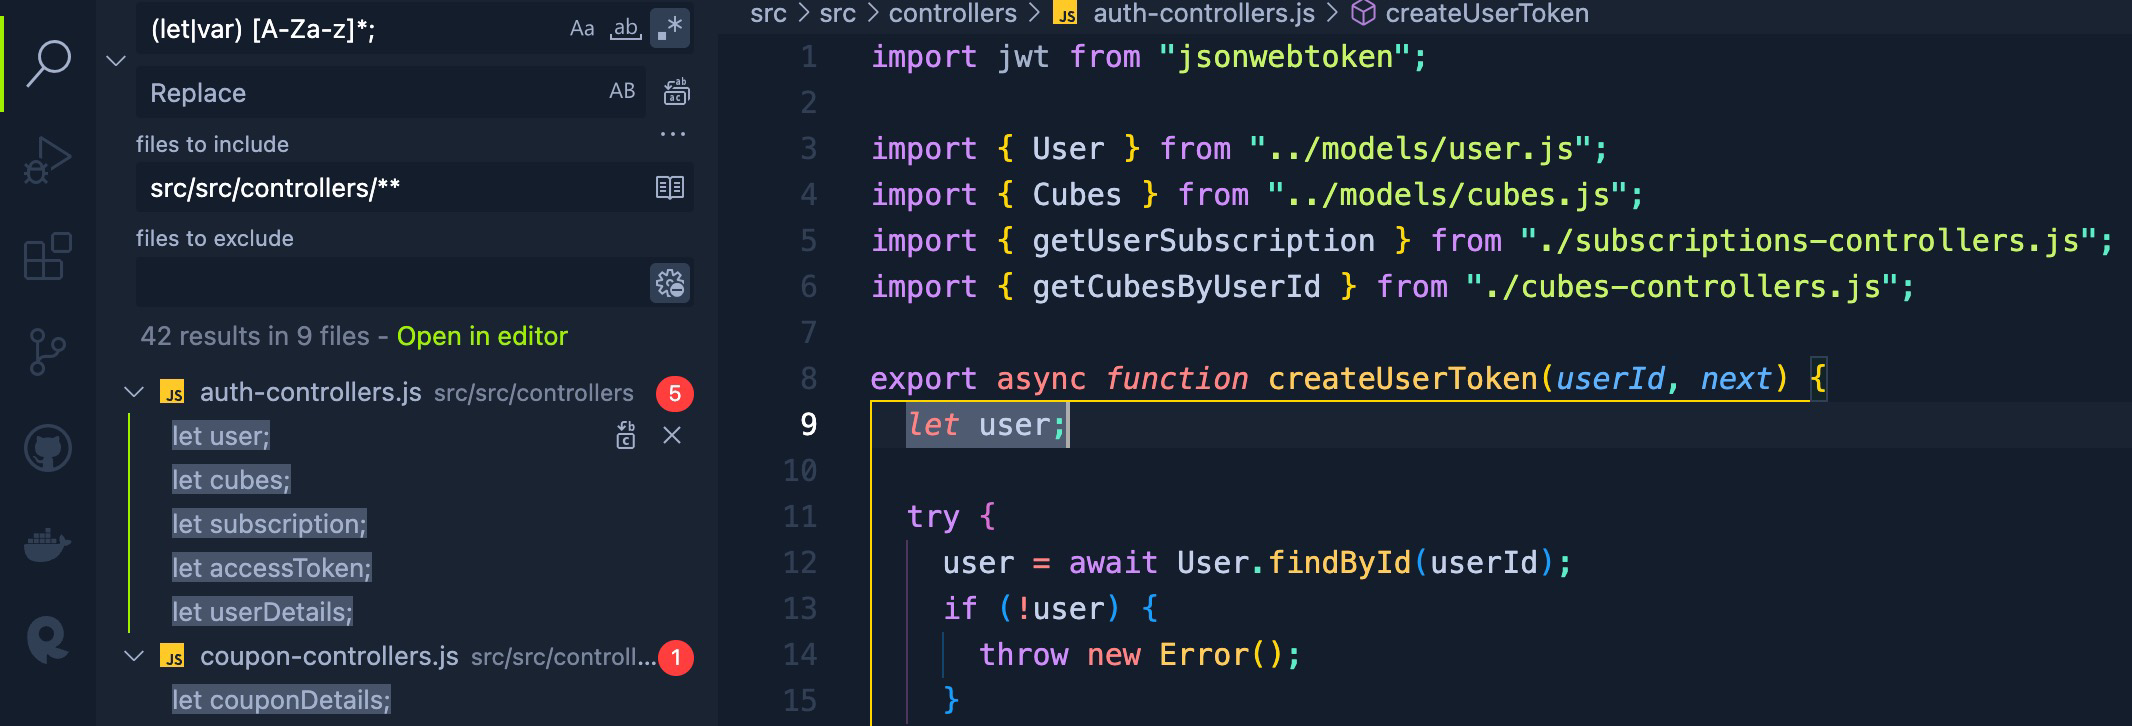 (let|var) [A-Za-z]*;
Aa
ab
.*
Replace
AB
ab
ac
files to include
...
src/src/controllers/**
files to exclude
42 results in 9 files - Open in editor
JS auth-controllers.js src/src/controllers 5
let user;
b
c
let cubes;
let subscription;
let accessToken;
let userDetails;
JS coupon-controllers.js src/src/controll... 1
let couponDetails;
src > src > controllers > JS auth-controllers.js > createUserToken
1 import jwt from "jsonwebtoken";
2
3 import { User } from "../models/user.js";
4 import { Cubes } from "../models/cubes.js";
5 import { getUserSubscription } from "./subscriptions-controllers.js";
6 import { getCubesByUserId } from "./cubes-controllers.js";
7
8 export async function createUserToken(userId, next) {
9 let user;
10
11 try {
12 user = await User.findById(userId);
13 if (!user) {
14 throw new Error();
15 }